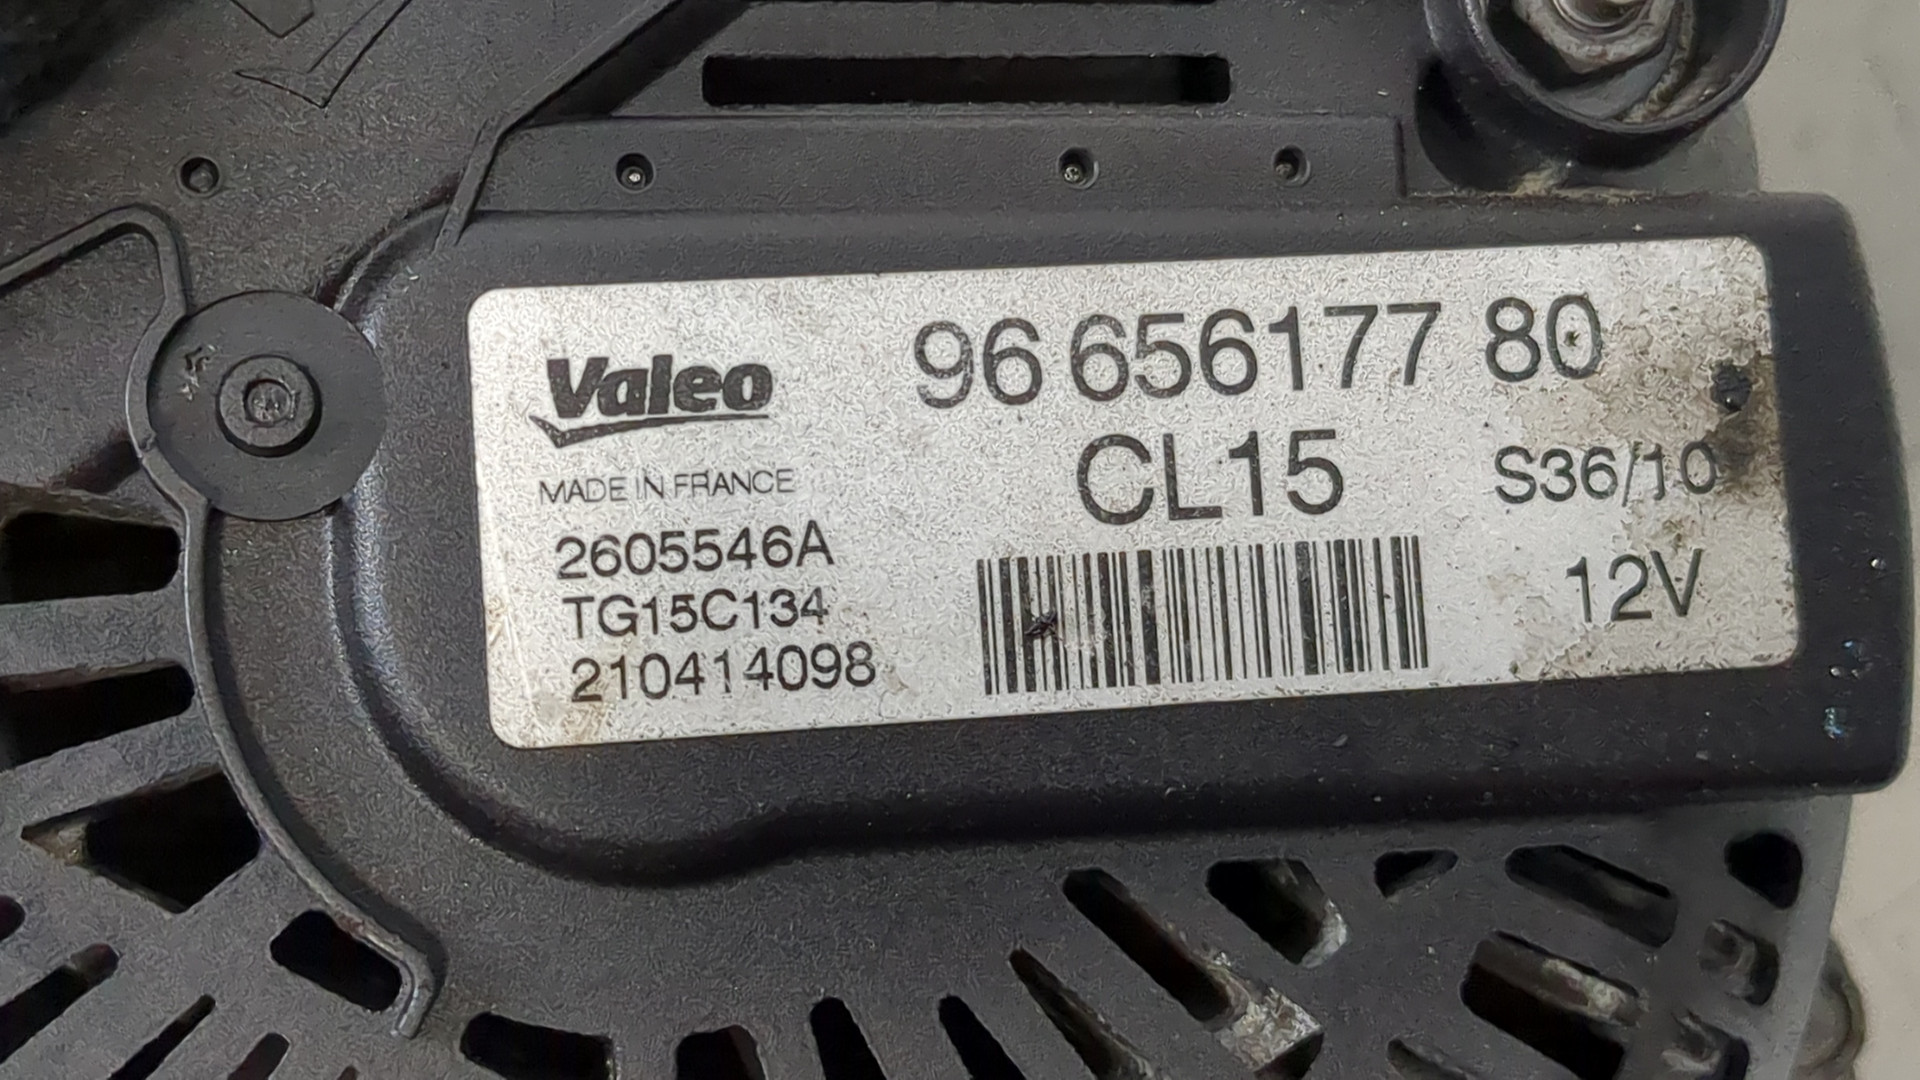 Valeo
96 656177 80
CL15
S36/10
MADE IN FRANCE
2605546A
TG15C134
210414098
12V